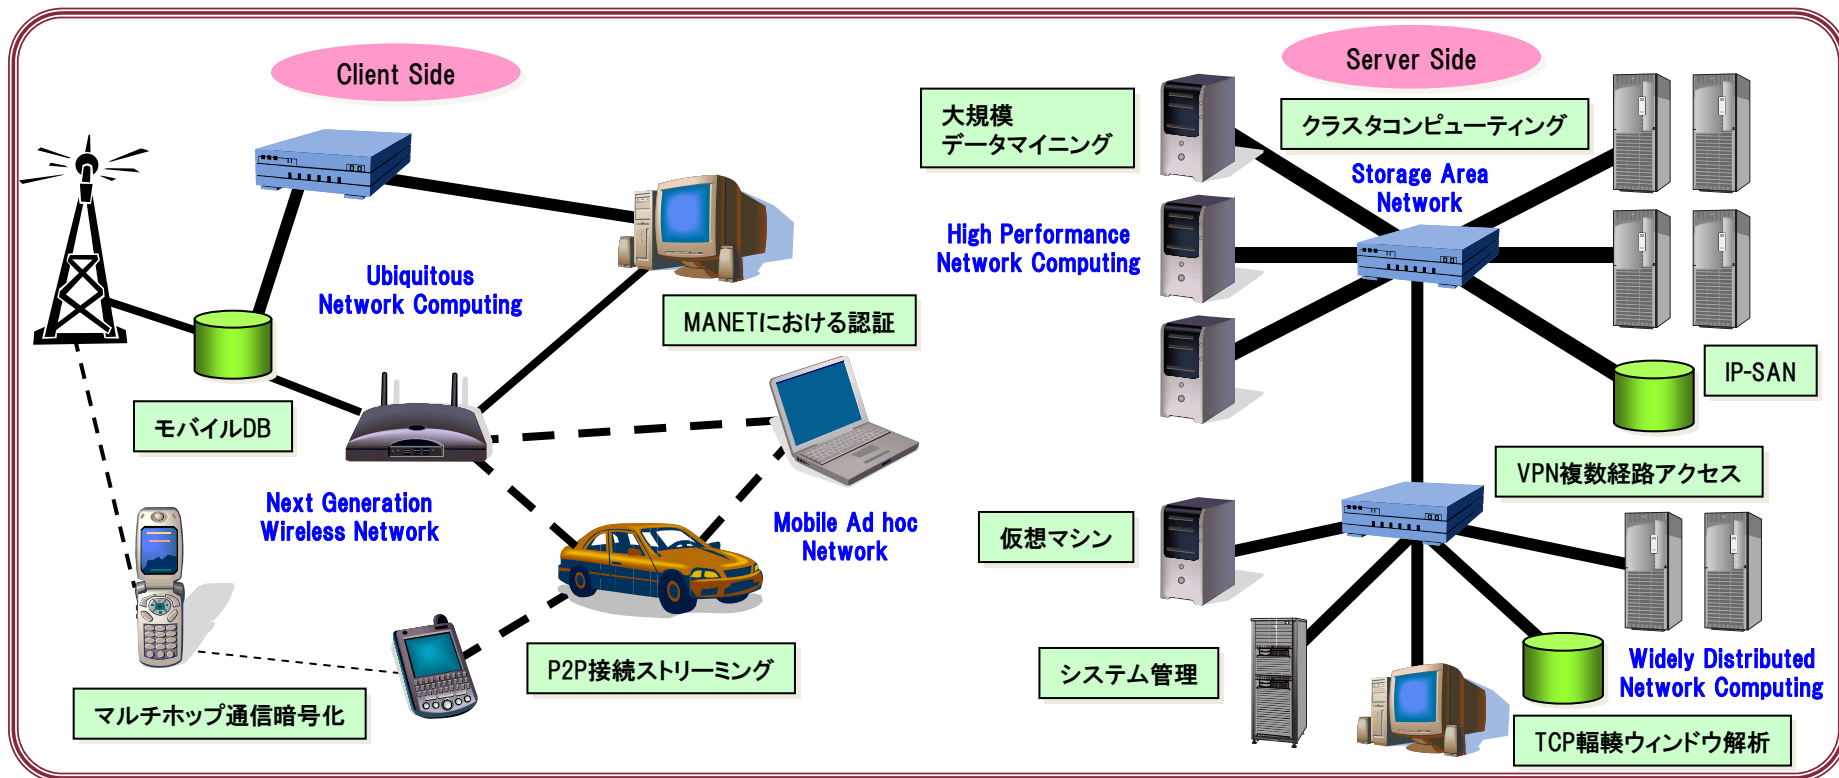 Client Side
Ubiquitous
Network Computing
MANETにおける認証
モバイルDB
Next Generation
Wireless Network
Mobile Ad hoc
Network
P2P接続ストリーミング
マルチホップ通信暗号化
Server Side
大規模
データマイニング
クラスタコンピューティング
Storage Area
Network
High Performance
Network Computing
IP-SAN
VPN複数経路アクセス
仮想マシン
システム管理
Widely Distributed
Network Computing
TCP輻輳ウィンドウ解析